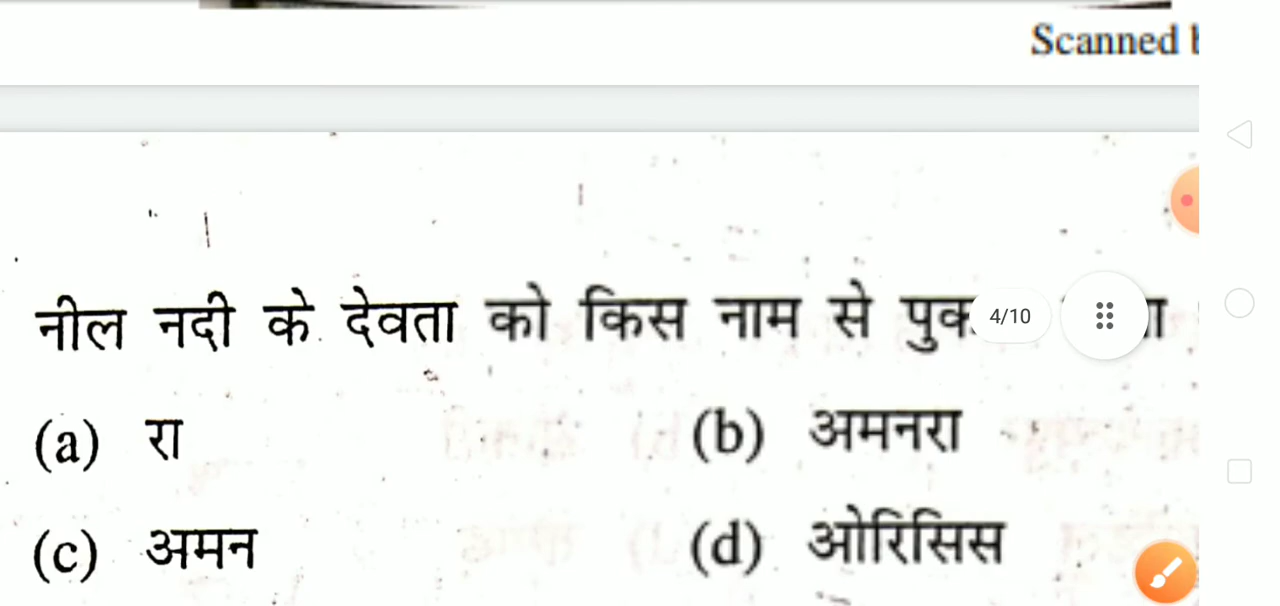 Scanned
नील नदी के देवता को किस नाम से
4/10
(a) रा (b) अमनरा
(c) अमन (d) ओरिसिस